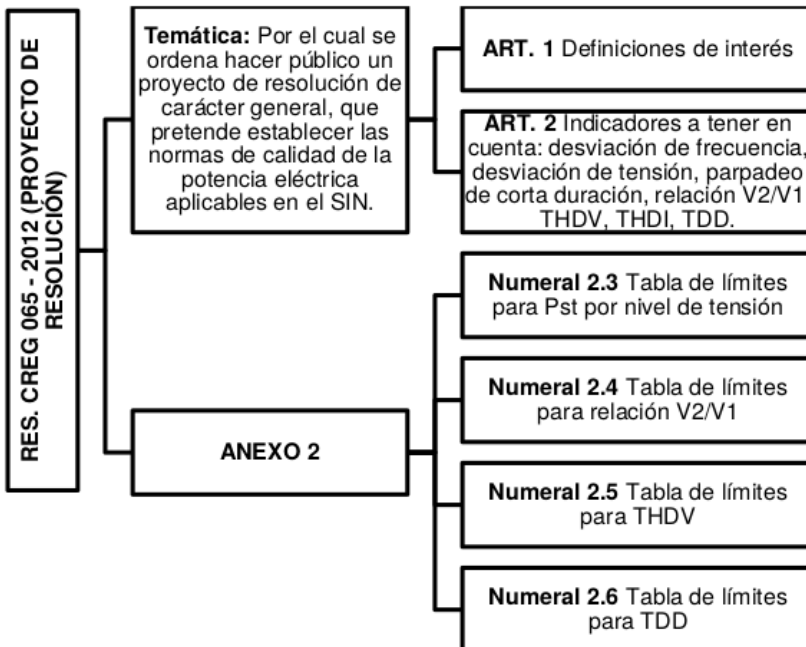 RES. CREG 065 - 2012 (PROYECTO DE
RESOLUCIÓN)
Temática: Por el cual se
ordena hacer público un
proyecto de resolución de
carácter general, que
pretende establecer las
normas de calidad de la
potencia eléctrica
aplicables en el SIN.
ART. 1 Definiciones de interés
ART. 2 Indicadores a tener en
cuenta: desviación de frecuencia,
desviación de tensión, parpadeo
de corta duración, relación V2/V1
THDV, THDI, TDD.
ANEXO 2
Numeral 2.3 Tabla de límites
para Pst por nivel de tensión
Numeral 2.4 Tabla de límites
para relación V2/V1
Numeral 2.5 Tabla de límites
para THDV
Numeral 2.6 Tabla de límites
para TDD